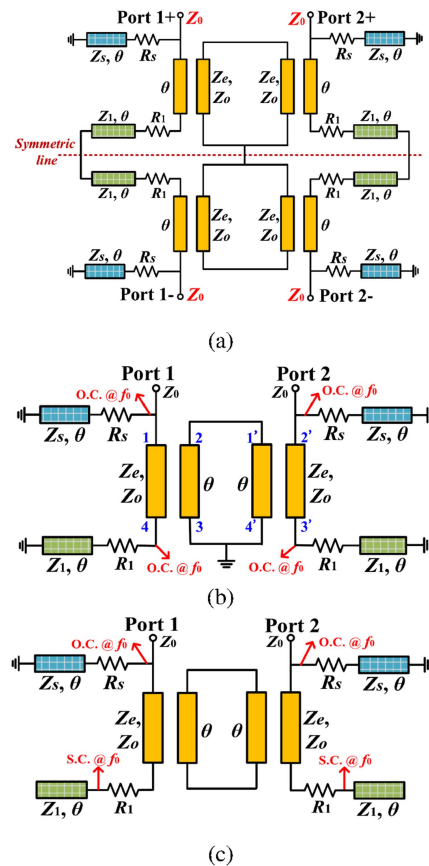 Port 1+ Z0 Z0 Port 2+
Zs, θ Rs Rs Zs, θ
θ Ze, Zo Ze, Zo θ
Z1, θ R1 R1 Z1, θ
Symmetric line
Z1, θ R1 R1 Z1, θ
θ Ze, Zo Ze, Zo θ
Zs, θ Rs Rs Zs, θ
Port 1- Z0 Z0 Port 2-
(a)
Port 1 Port 2
O.C. @ f0 Z0 Z0 O.C. @ f0
Zs, θ Rs Rs Zs, θ
1 2 1' 2'
Ze, Zo θ θ Ze, Zo
4 3 4' 3'
Z1, θ R1 R1 Z1, θ
O.C. @ f0 O.C. @ f0
(b)
Port 1 Port 2
O.C. @ f0 Z0 Z0 O.C. @ f0
Zs, θ Rs Rs Zs, θ
Ze, Zo θ θ Ze, Zo
S.C. @ f0 S.C. @ f0
Z1, θ R1 R1 Z1, θ
(c)